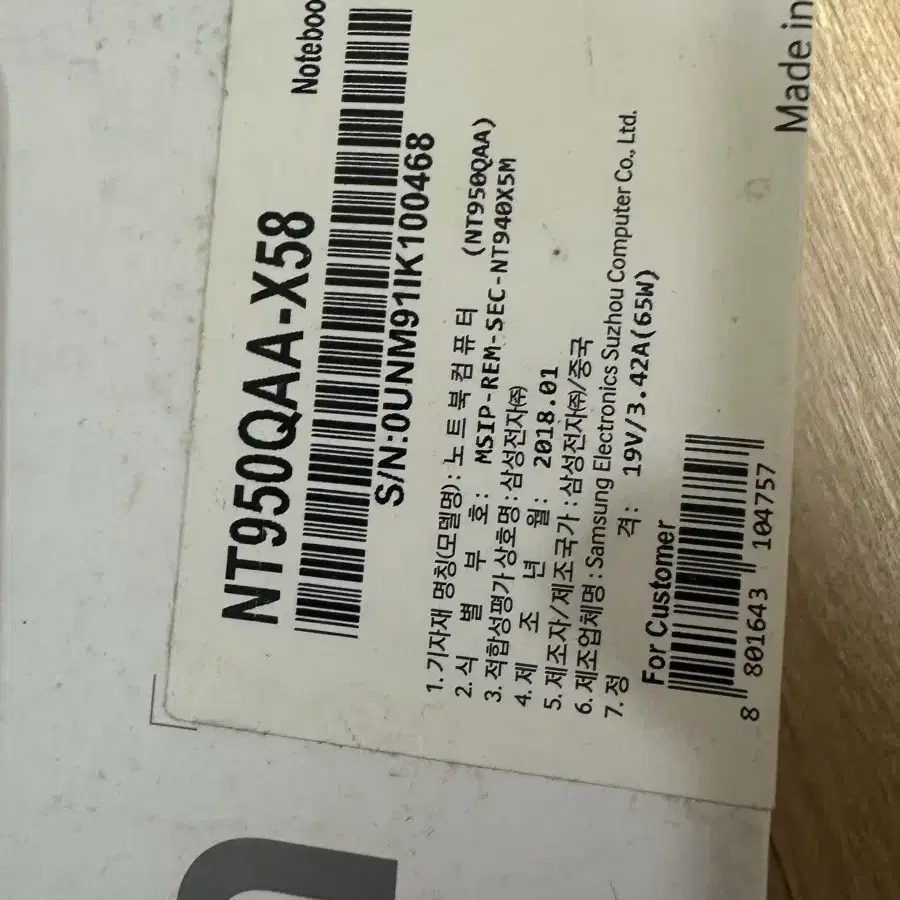 Noteboo
NT950QAA-X58
S/N:0UNM91IK100468
1. 기자재 명칭(모델명) : 노트북컴퓨터 (NT950QAA)
2. 식별부호: MSIP-REM-SEC-NT940X5M
3. 적합성평가 상호명 : 삼성전자㈜
4. 제조년월: 2018.01
5. 제조자/제조국가 : 삼성전자㈜/중국
6. 제조업체명 : Samsung Electronics Suzhou Computer Co., Ltd.
7. 정격: 19V/3.42A(65W)
For Customer
8 801643 104757
Made in